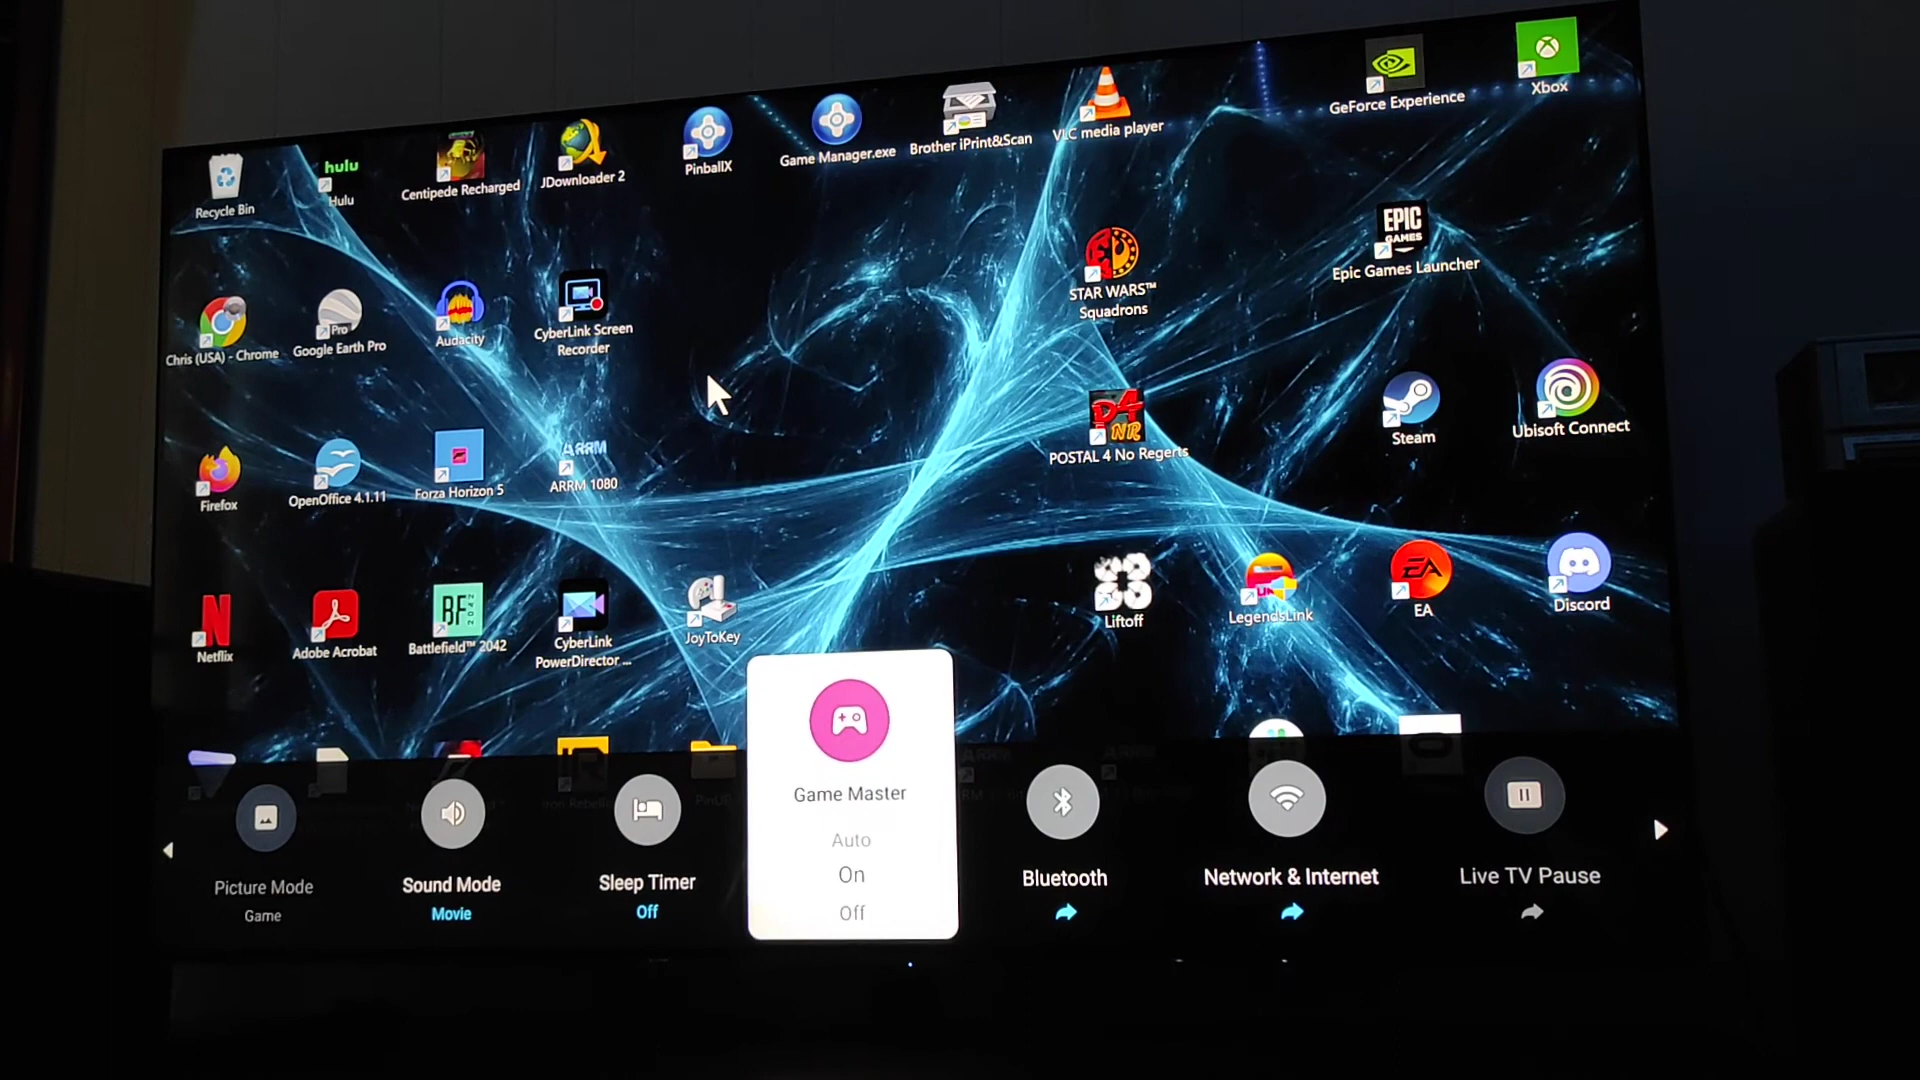 GeForce Experience
Xbox
hulu
Recycle Bin
Hulu
Centipede Recharged
JDownloader 2
PinballX
Game Manager.exe
Brother iPrint&Scan
VLC media player
EPIC
GAMES
Epic Games Launcher
STAR WARS™
Squadrons
Chris (USA) - Chrome
Pro
Google Earth Pro
Audacity
CyberLink Screen
Recorder
P4
NR
POSTAL 4 No Regerts
Steam
Ubisoft Connect
Firefox
OpenOffice 4.1.11
Forza Horizon 5
ARRM
ARRM 1080
N
Netflix
Adobe Acrobat
BF
2042
Battlefield™ 2042
CyberLink
PowerDirector ...
JoyToKey
Liftoff
LegendsLink
EA
EA
Discord
Picture Mode
Game
Sound Mode
Movie
Sleep Timer
Off
Game Master
Auto
On
Off
Bluetooth
Network & Internet
Live TV Pause